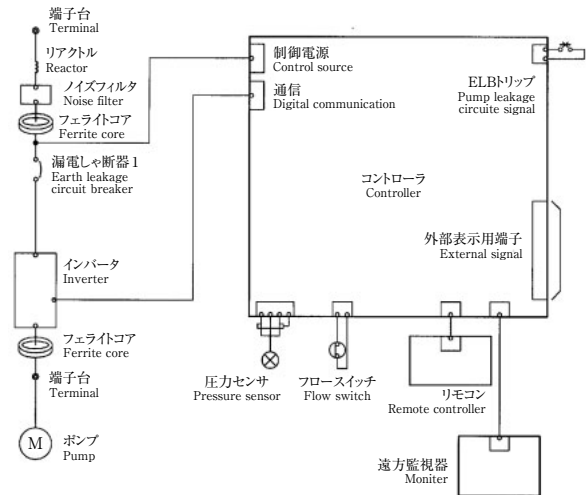 端子台
Terminal
リアクトル
Reactor
ノイズフィルタ
Noise filter
フェライトコア
Ferrite core
漏電しゃ断器1
Earth leakage
circuit breaker
インバータ
Inverter
フェライトコア
Ferrite core
端子台
Terminal
M
ポンプ
Pump
制御電源
Control source
通信
Digital communication
ELBトリップ
Pump leakage
circuite signal
コントローラ
Controller
外部表示用端子
External signal
圧力センサ
Pressure sensor
フロースイッチ
Flow switch
リモコン
Remote controller
遠方監視器
Moniter